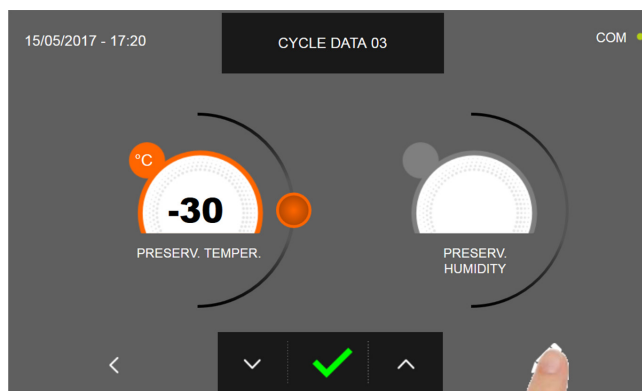 15/05/2017 - 17:20
CYCLE DATA 03
COM
°C
-30
PRESERV. TEMPER.
PRESERV.
HUMIDITY